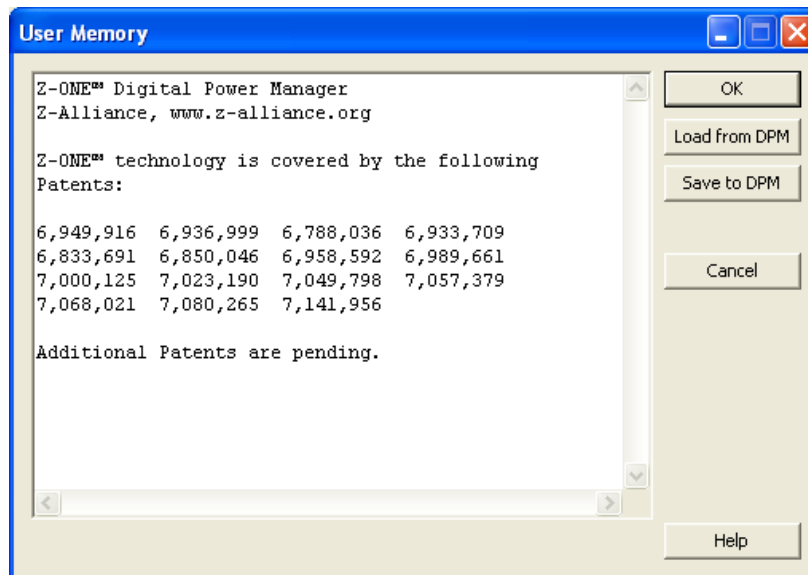 User Memory
Z-ONE™ Digital Power Manager
Z-Alliance, www.z-alliance.org
Z-ONE™ technology is covered by the following
Patents:
6,949,916 6,936,999 6,788,036 6,933,709
6,833,691 6,850,046 6,958,592 6,989,661
7,000,125 7,023,190 7,049,798 7,057,379
7,068,021 7,080,265 7,141,956
Additional Patents are pending.
OK
Load from DPM
Save to DPM
Cancel
Help